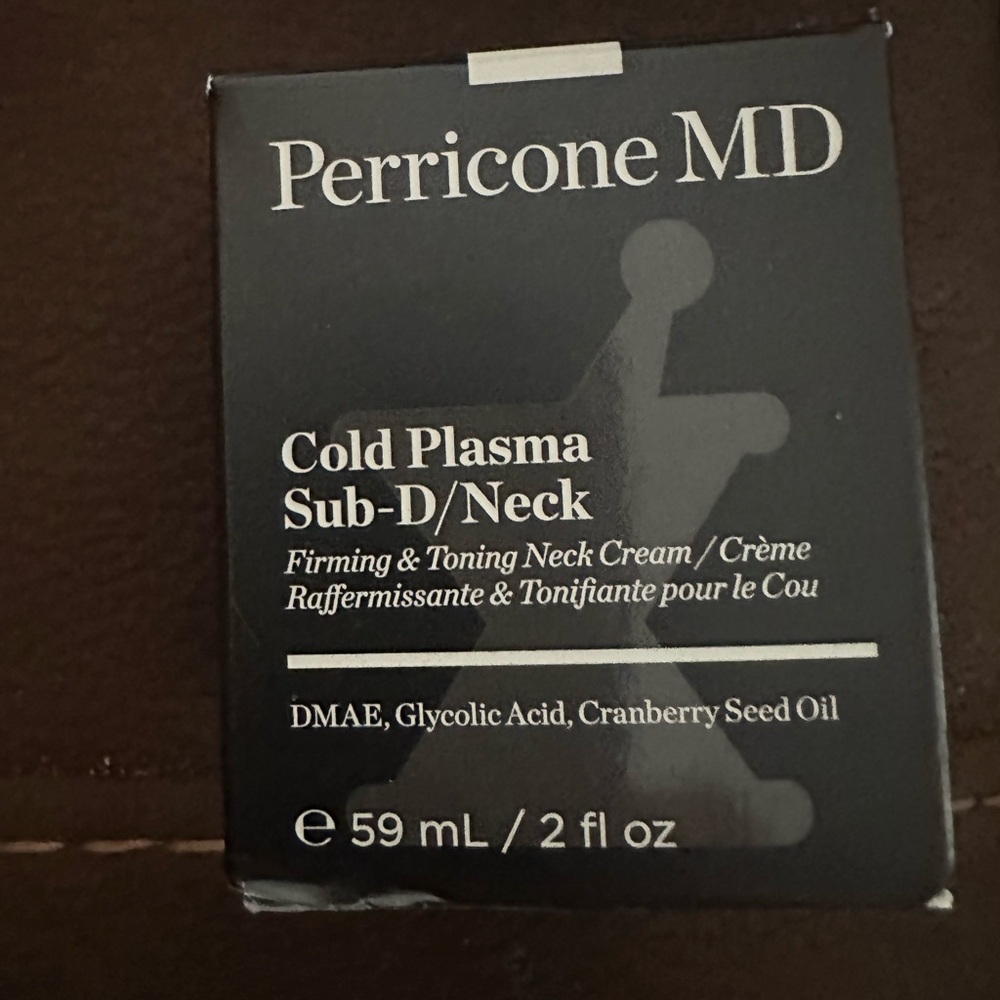 Perricone MD
Cold Plasma
Sub-D/Neck
Firming & Toning Neck Cream / Crème
Raffermissante & Tonifiante pour le Cou
DMAE, Glycolic Acid, Cranberry Seed Oil
℮ 59 mL / 2 fl oz